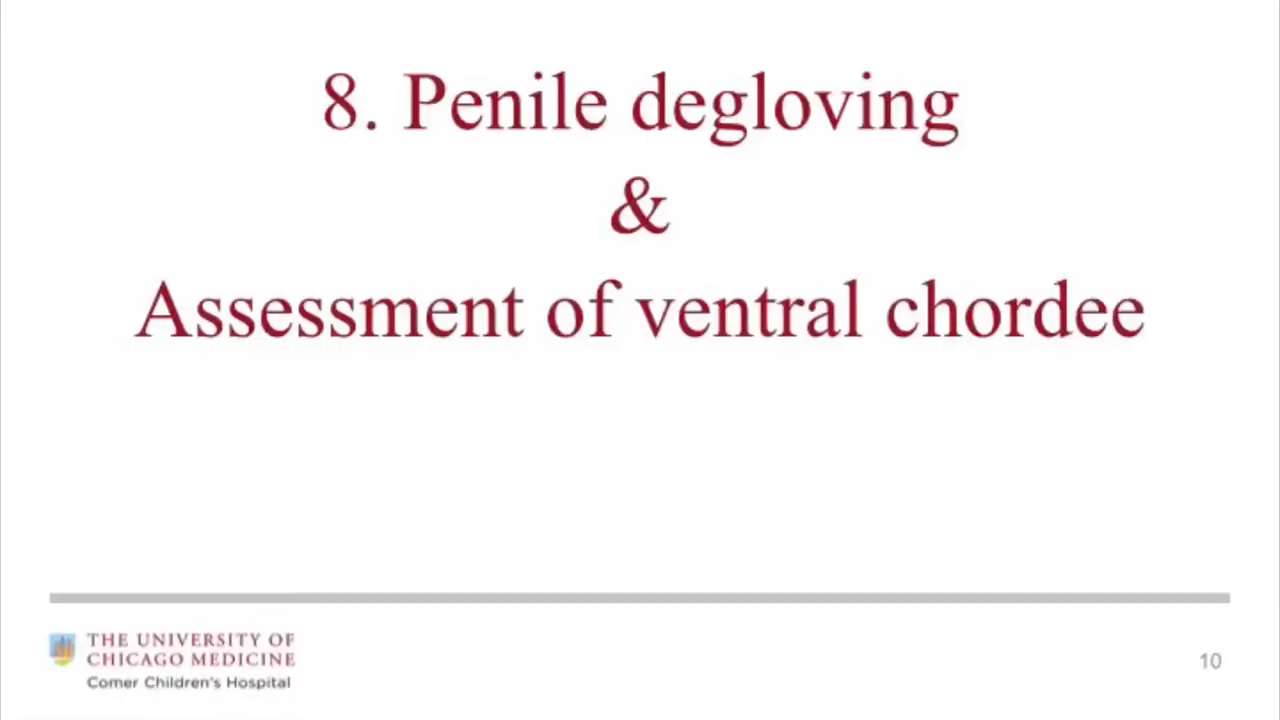 8. Penile degloving
&
Assessment of ventral chordee
THE UNIVERSITY OF
CHICAGO MEDICINE
Comer Children's Hospital
10